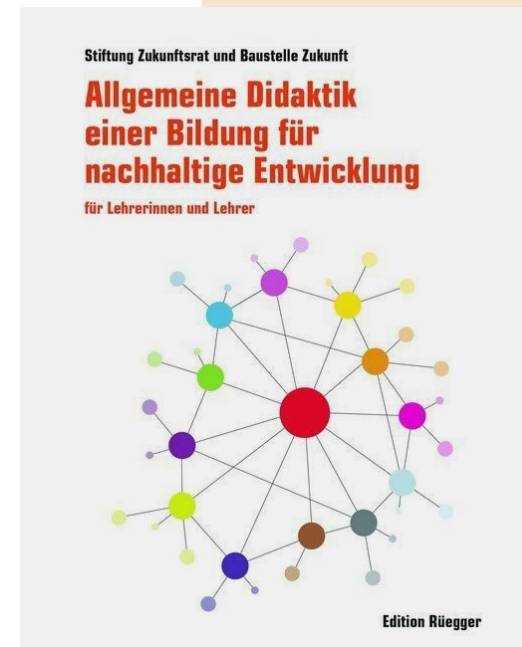 Stiftung Zukunftsrat und Baustelle Zukunft
Allgemeine Didaktik
einer Bildung für
nachhaltige Entwicklung
für Lehrerinnen und Lehrer
Edition Rüegger